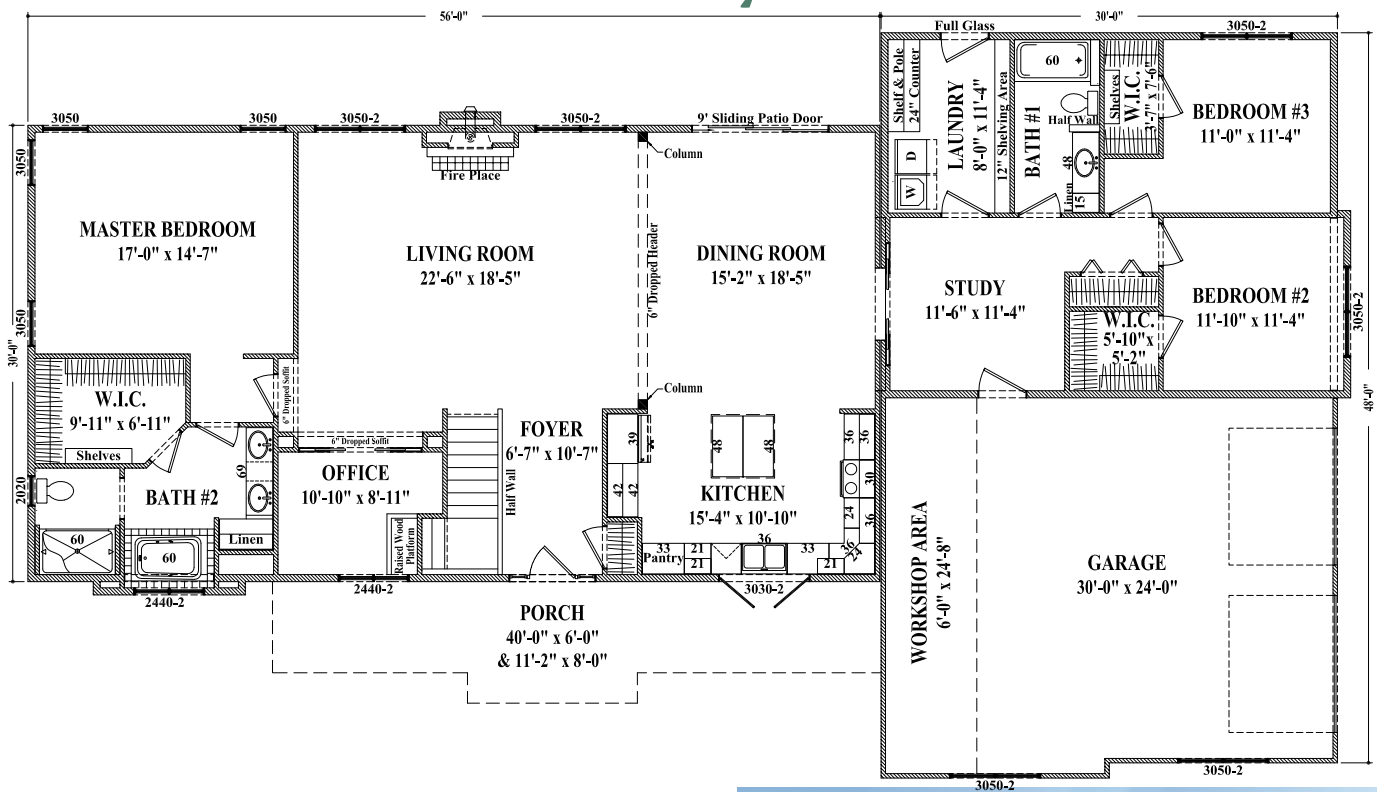 56'-0"
30'-0"
3050
3050
3050-2
3050-2
9' Sliding Patio Door
Full Glass
3050-2
Fire Place
Column
Shelf & Pole
24" Counter
LAUNDRY
8'-0" x 11'-4"
12" Shelving Area
D
W
BATH #1
60
Half Wall
48
Linen
15
Shelves
W.I.C.
3'-7" x 7'-6"
BEDROOM #3
11'-0" x 11'-4"
30'-0"
3050
3050
MASTER BEDROOM
17'-0" x 14'-7"
LIVING ROOM
22'-6" x 18'-5"
6" Dropped Header
DINING ROOM
15'-2" x 18'-5"
STUDY
11'-6" x 11'-4"
W.I.C.
5'-10"x
5'-2"
BEDROOM #2
11'-10" x 11'-4"
3050-2
48'-0"
W.I.C.
9'-11" x 6'-11"
Shelves
6" Dropped Soffit
6" Dropped Soffit
Column
2020
BATH #2
69
60
60
Linen
2440-2
OFFICE
10'-10" x 8'-11"
Raised Wood
Platform
2440-2
FOYER
6'-7" x 10'-7"
Half Wall
39
42
42
48
48
36
36
30
24
36
KITCHEN
15'-4" x 10'-10"
33
Pantry
21
21
36
33
21
36
24
3030-2
PORCH
40'-0" x 6'-0"
& 11'-2" x 8'-0"
WORKSHOP AREA
6'-0" x 24'-8"
GARAGE
30'-0" x 24'-0"
3050-2
3050-2